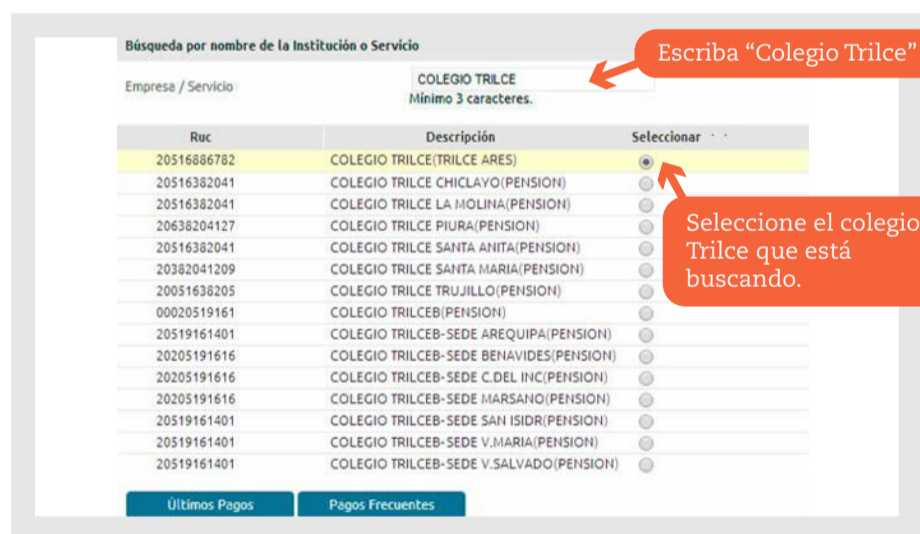 Búsqueda por nombre de la Institución o Servicio
Escriba “Colegio Trilce”
Empresa / Servicio
COLEGIO TRILCE
Mínimo 3 caracteres.
Ruc Descripción Seleccionar
20516886782 COLEGIO TRILCE(TRILCE ARES)
20516382041 COLEGIO TRILCE CHICLAYO(PENSION)
20516382041 COLEGIO TRILCE LA MOLINA(PENSION)
20638204127 COLEGIO TRILCE PIURA(PENSION)
20516382041 COLEGIO TRILCE SANTA ANITA(PENSION)
20382041209 COLEGIO TRILCE SANTA MARIA(PENSION)
20051638205 COLEGIO TRILCE TRUJILLO(PENSION)
00020519161 COLEGIO TRILCEB(PENSION)
20519161401 COLEGIO TRILCEB-SEDE AREQUIPA(PENSION)
20205191616 COLEGIO TRILCEB-SEDE BENAVIDES(PENSION)
20205191616 COLEGIO TRILCEB-SEDE C.DEL INC(PENSION)
20205191616 COLEGIO TRILCEB-SEDE MARSANO(PENSION)
20519161401 COLEGIO TRILCEB-SEDE SAN ISIDR(PENSION)
20519161401 COLEGIO TRILCEB-SEDE V.MARIA(PENSION)
20519161401 COLEGIO TRILCEB-SEDE V.SALVADO(PENSION)
Seleccione el colegio
Trilce que está
buscando.
Últimos Pagos
Pagos Frecuentes